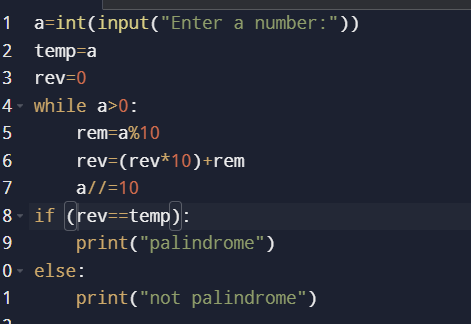 1 a=int(input("Enter a number:"))
2 temp=a
3 rev=0
4 while a>0:
5     rem=a%10
6     rev=(rev*10)+rem
7     a//=10
8 if (rev==temp):
9     print("palindrome")
0 else:
1     print("not palindrome")